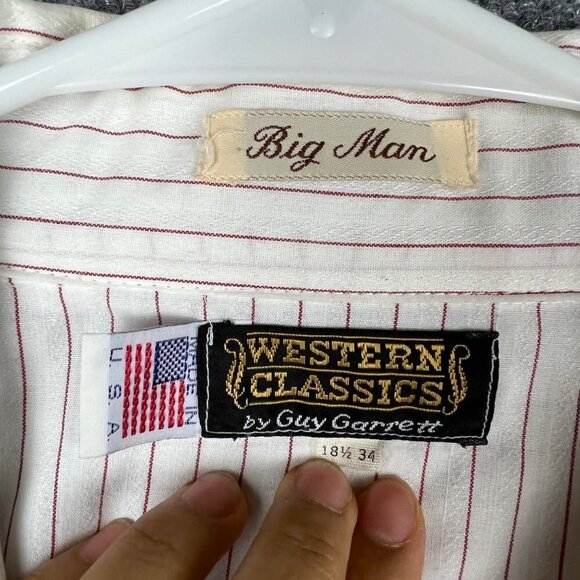 Big Man
WESTERN
CLASSICS
by Guy Garrett
MADE IN
U.S.A.
18½ 34